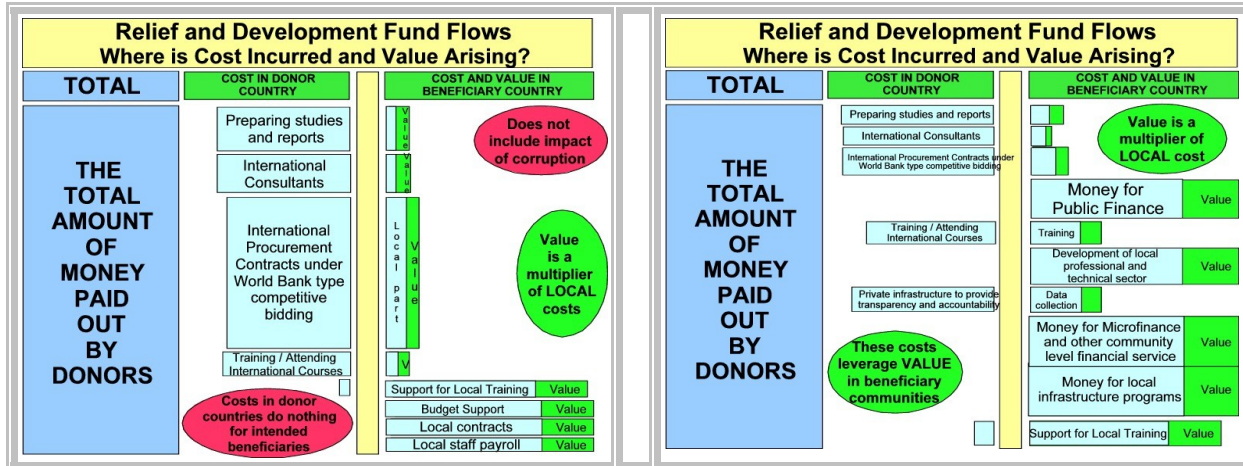 Relief and Development Fund Flows
Where is Cost Incurred and Value Arising?
TOTAL
COST IN DONOR
COUNTRY
COST AND VALUE IN
BENEFICIARY COUNTRY
THE
TOTAL
AMOUNT
OF
MONEY
PAID
OUT
BY
DONORS
Preparing studies
and reports
Value
Does not
include impact
of corruption
International
Consultants
Value
International
Procurement
Contracts under
World Bank type
competitive
bidding
Local part
Value
Value
is a
multiplier
of LOCAL
costs
Training / Attending
International Courses
V
Costs in donor
countries do nothing
for intended
beneficiaries
Support for Local Training
Value
Budget Support
Value
Local contracts
Value
Local staff payroll
Value
Relief and Development Fund Flows
Where is Cost Incurred and Value Arising?
TOTAL
COST IN DONOR
COUNTRY
COST AND VALUE IN
BENEFICIARY COUNTRY
THE
TOTAL
AMOUNT
OF
MONEY
PAID
OUT
BY
DONORS
Preparing studies and reports
International Consultants
International Procurement Contracts under
World Bank type competitive bidding
Value is a
multiplier of
LOCAL cost
Money for
Public Finance
Value
Training / Attending
International Courses
Training
Development of local
professional and
technical sector
Value
Private infrastructure to provide
transparency and accountability
Data
collection
These costs
leverage VALUE
in beneficiary
communities
Money for Microfinance
and other community
level financial service
Value
Money for local
infrastructure programs
Value
Support for Local Training
Value